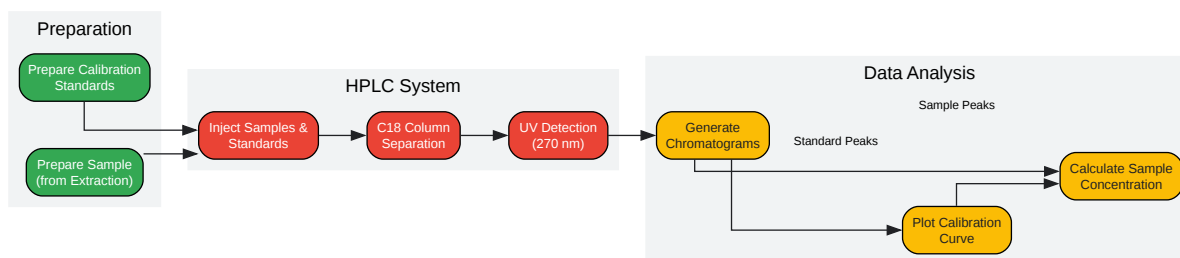 Preparation
Prepare Calibration
Standards
Prepare Sample
(from Extraction)
HPLC System
Inject Samples &
Standards
C18 Column
Separation
UV Detection
(270 nm)
Data Analysis
Sample Peaks
Generate
Chromatograms
Standard Peaks
Calculate Sample
Concentration
Plot Calibration
Curve